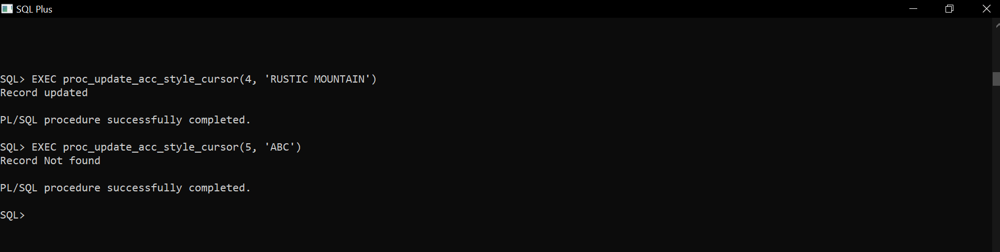 SQL Plus
SQL> EXEC proc_update_acc_style_cursor(4, 'RUSTIC MOUNTAIN')
Record updated
PL/SQL procedure successfully completed.
SQL> EXEC proc_update_acc_style_cursor(5, 'ABC')
Record Not found
PL/SQL procedure successfully completed.
SQL>